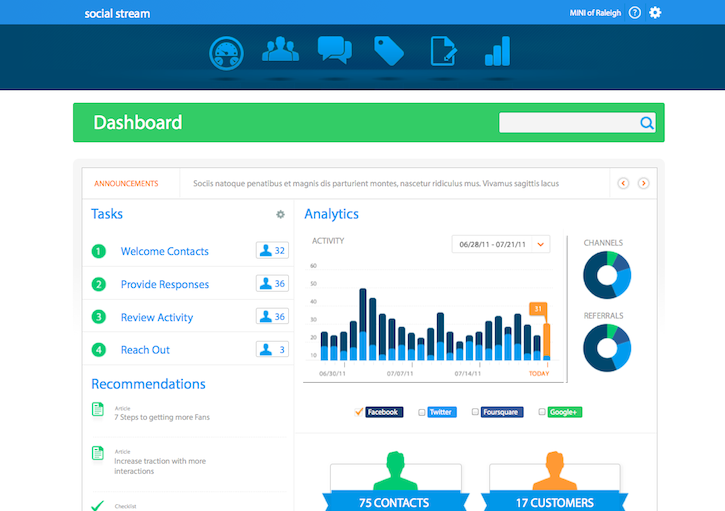 social stream
MINI of Raleigh
?
Dashboard
ANNOUNCEMENTS
Sociis natoque penatibus et magnis dis parturient montes, nascetur ridiculus mus. Vivamus sagittis lacus
Tasks
1 Welcome Contacts 32
2 Provide Responses 36
3 Review Activity 36
4 Reach Out 3
Recommendations
Article
7 Steps to getting more Fans
Article
Increase traction with more
interactions
Checklist
Analytics
ACTIVITY
06/28/11 - 07/21/11
60
50
40
30
20
10
31
06/30/11
07/07/11
07/14/11
TODAY
CHANNELS
REFERRALS
Facebook
Twitter
Foursquare
Google+
75 CONTACTS
17 CUSTOMERS